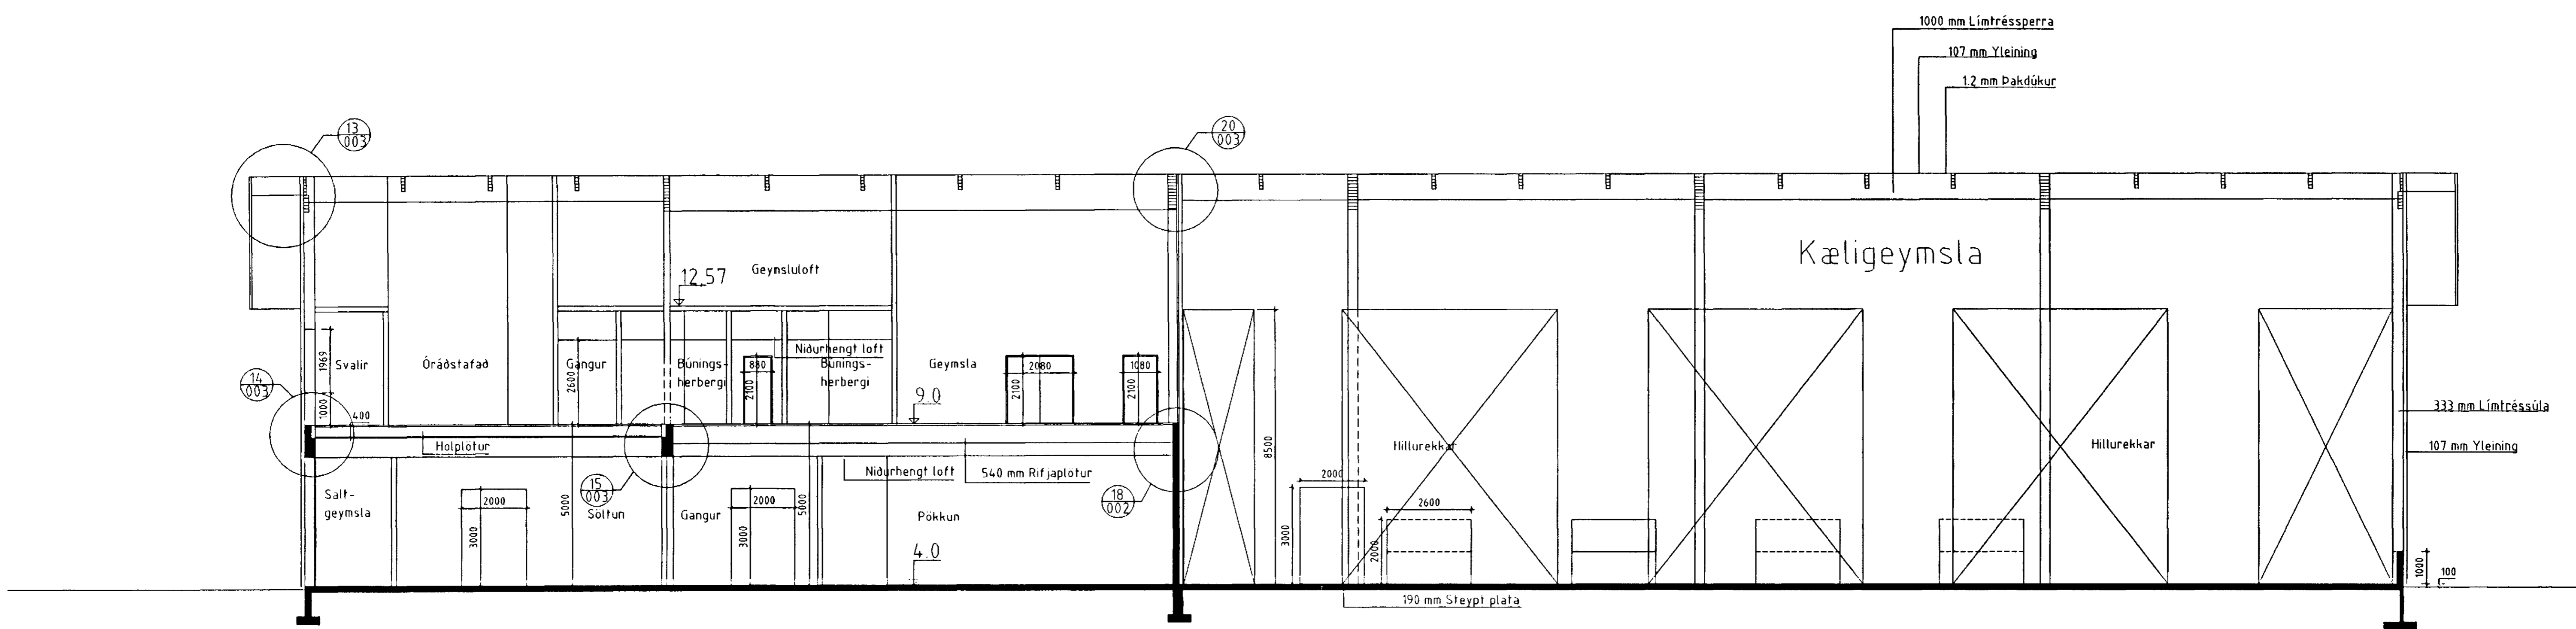 1000 mm Límtréssperra
107 mm Yleining
1.2 mm Þakdúkur
13
003
20
003
Kæligeymsla
12.57
Geymsluloft
Niðurhengt loft
1969
Svalir
Óráðstafað
Gangur
2600
Búnings-
herbergi
880
2100
Búnings-
herbergi
Geymsla
2100
2080
1080
2100
14
003
1000
400
9.0
333 mm Límtréssúla
Holplötur
Hillurekkar
8500
Hillurekkar
107 mm Yleining
Niðurhengt loft
540 mm Rifjaplötur
15
003
18
002
Salt-
geymsla
2000
3000
5000
Söltun
Gangur
2000
3000
5000
Pökkun
4.0
2000
3000
2600
2000
1000
100
190 mm Steypt plata